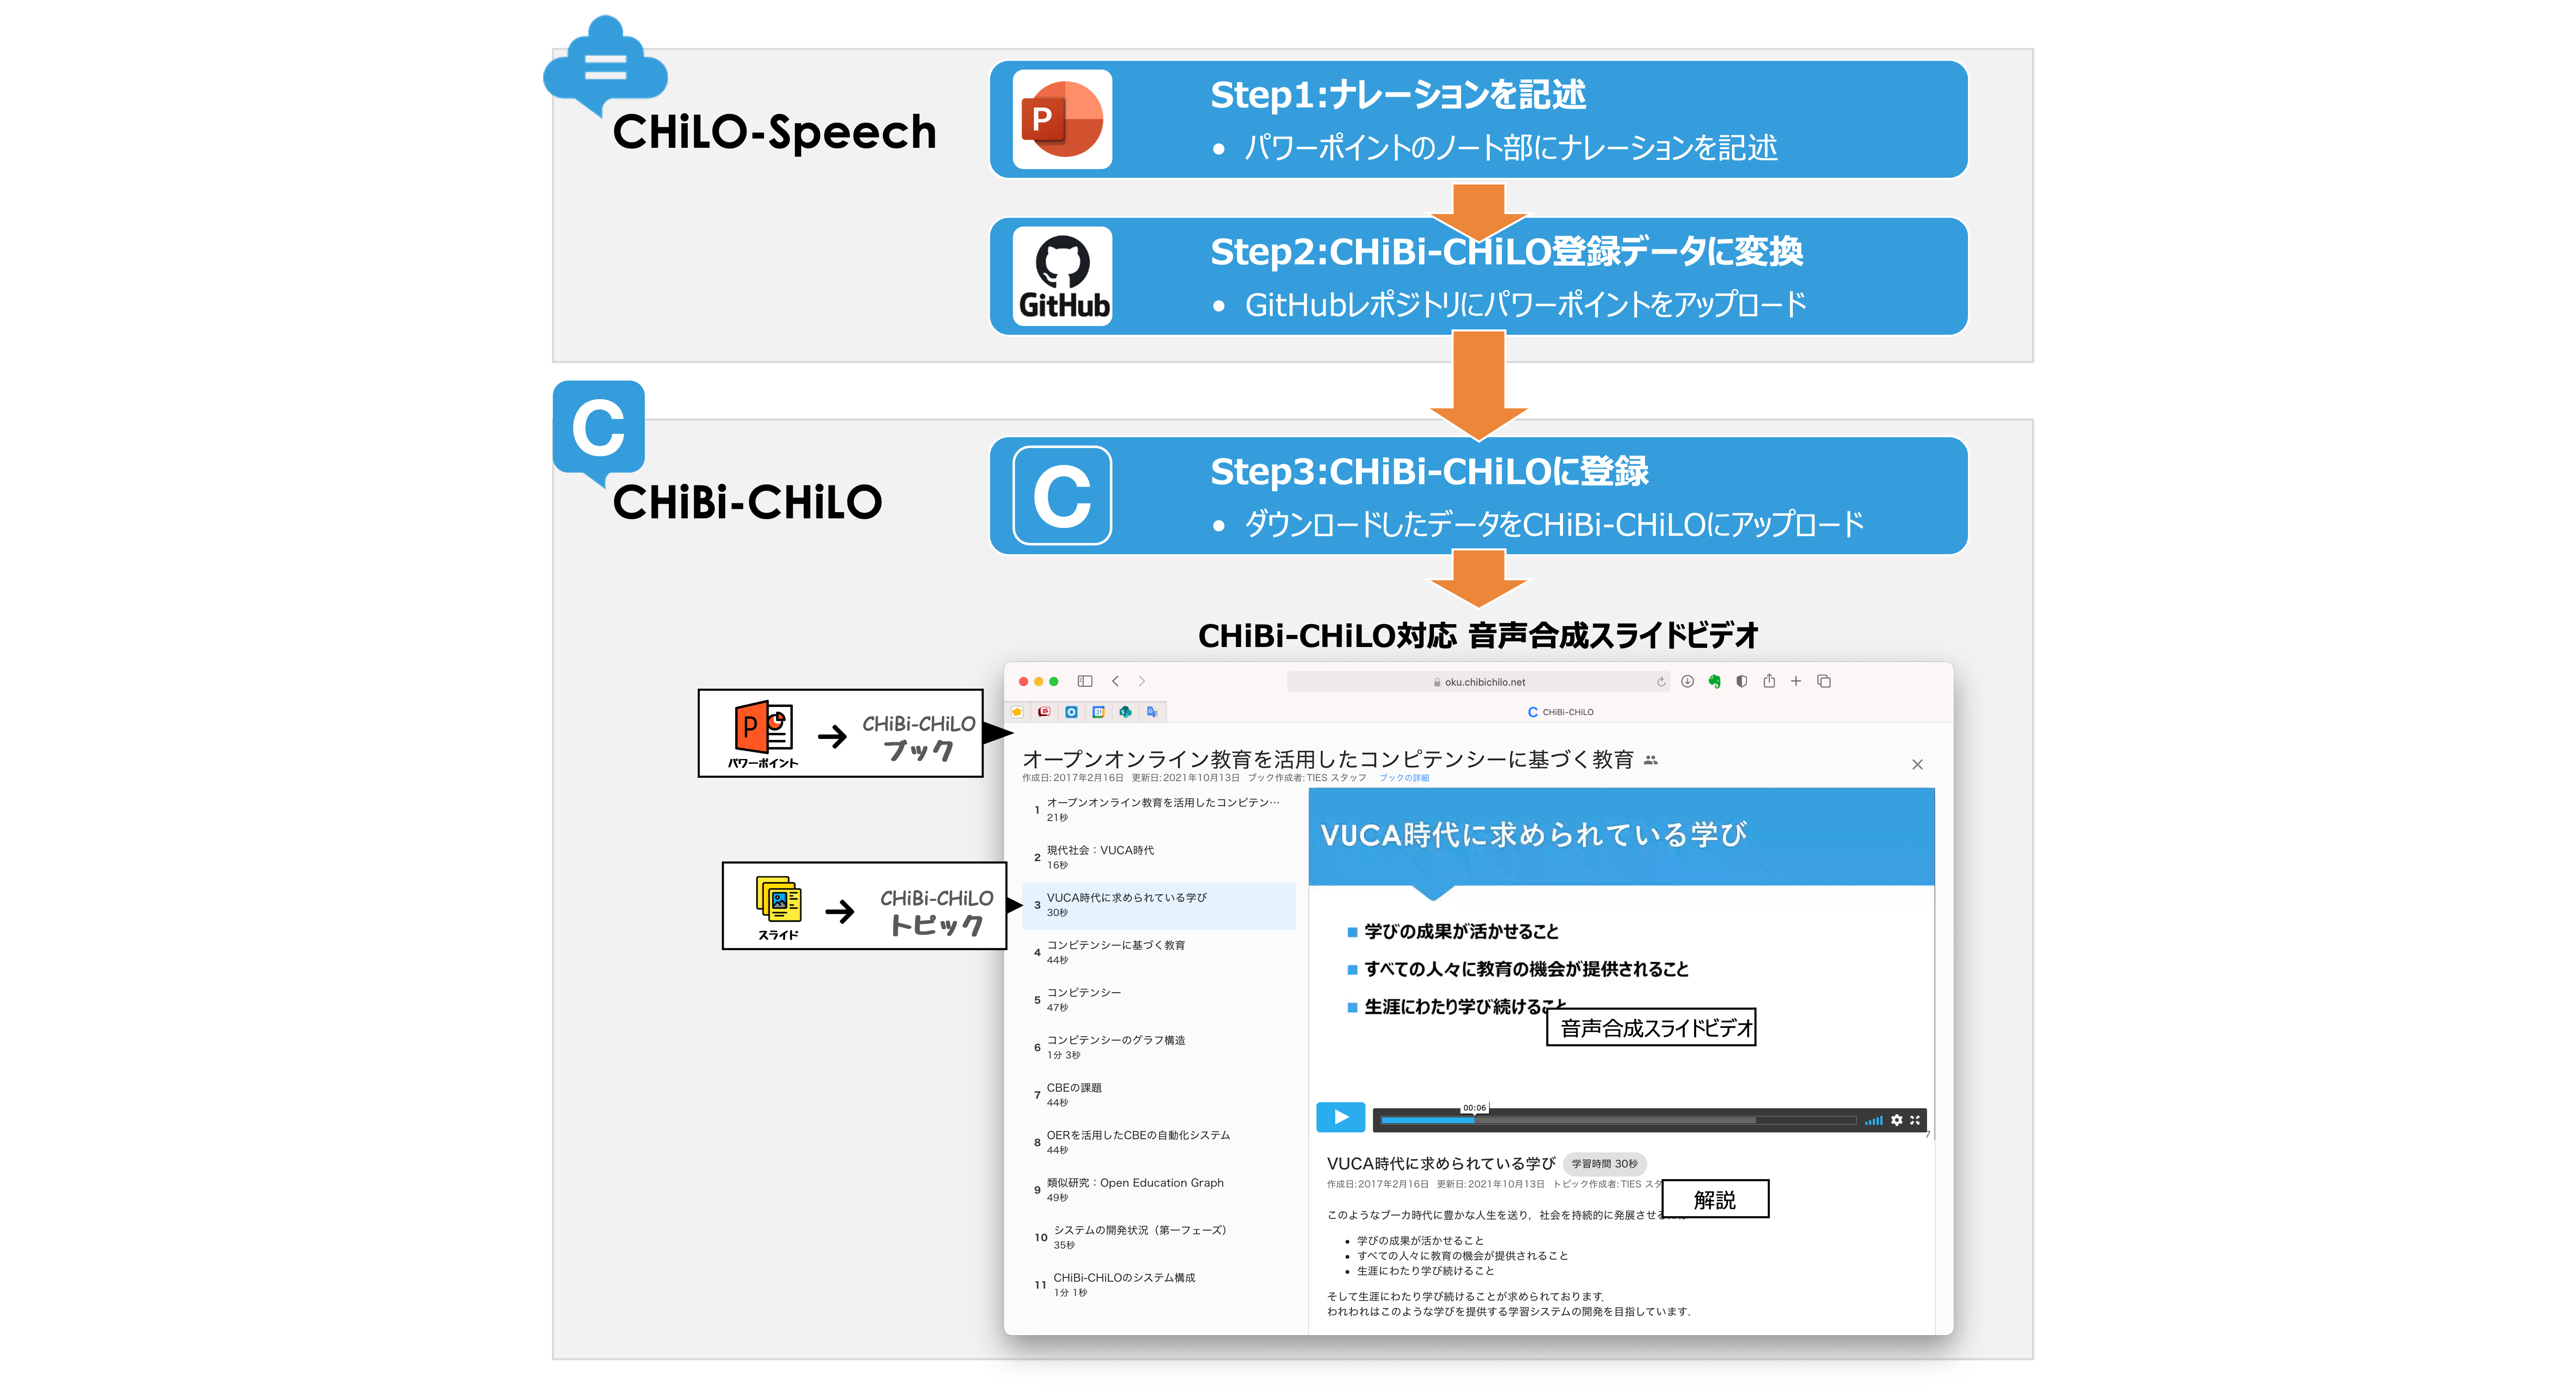 CHiLO-Speech
P
Step1:ナレーションを記述
• パワーポイントのノート部にナレーションを記述
GitHub
Step2:CHiBi-CHiLO登録データに変換
• GitHubレポジトリにパワーポイントをアップロード
C
CHiBi-CHiLO
C
Step3:CHiBi-CHiLOに登録
• ダウンロードしたデータをCHiBi-CHiLOにアップロード
CHiBi-CHiLO対応 音声合成スライドビデオ
oku.chibichilo.net
C CHiBi-CHiLO
P
パワーポイント
→
CHiBi-CHiLO
ブック
オープンオンライン教育を活用したコンピテンシーに基づく教育
作成日:2017年2月16日 更新日:2021年10月13日 ブック作成者:TIES スタッフ ブックの詳細
スライド
→
CHiBi-CHiLO
トピック
1 オープンオンライン教育を活用したコンピテン…
21秒
2 現代社会：VUCA時代
16秒
3 VUCA時代に求められている学び
30秒
4 コンピテンシーに基づく教育
44秒
5 コンピテンシー
47秒
6 コンピテンシーのグラフ構造
1分 3秒
7 CBEの課題
44秒
8 OERを活用したCBEの自動化システム
44秒
9 類似研究：Open Education Graph
49秒
10 システムの開発状況（第一フェーズ）
35秒
11 CHiBi-CHiLOのシステム構成
1分 1秒
VUCA時代に求められている学び
■ 学びの成果が活かせること
■ すべての人々に教育の機会が提供されること
■ 生涯にわたり学び続けること
音声合成スライドビデオ
00:06
7
VUCA時代に求められている学び 学習時間 30秒
作成日:2017年2月16日 更新日:2021年10月13日 トピック作成者:TIES スタ
解説
このようなブーカ時代に豊かな人生を送り，社会を持続的に発展させる
• 学びの成果が活かせること
• すべての人々に教育の機会が提供されること
• 生涯にわたり学び続けること
そして生涯にわたり学び続けることが求められております．
われわれはこのような学びを提供する学習システムの開発を目指しています．